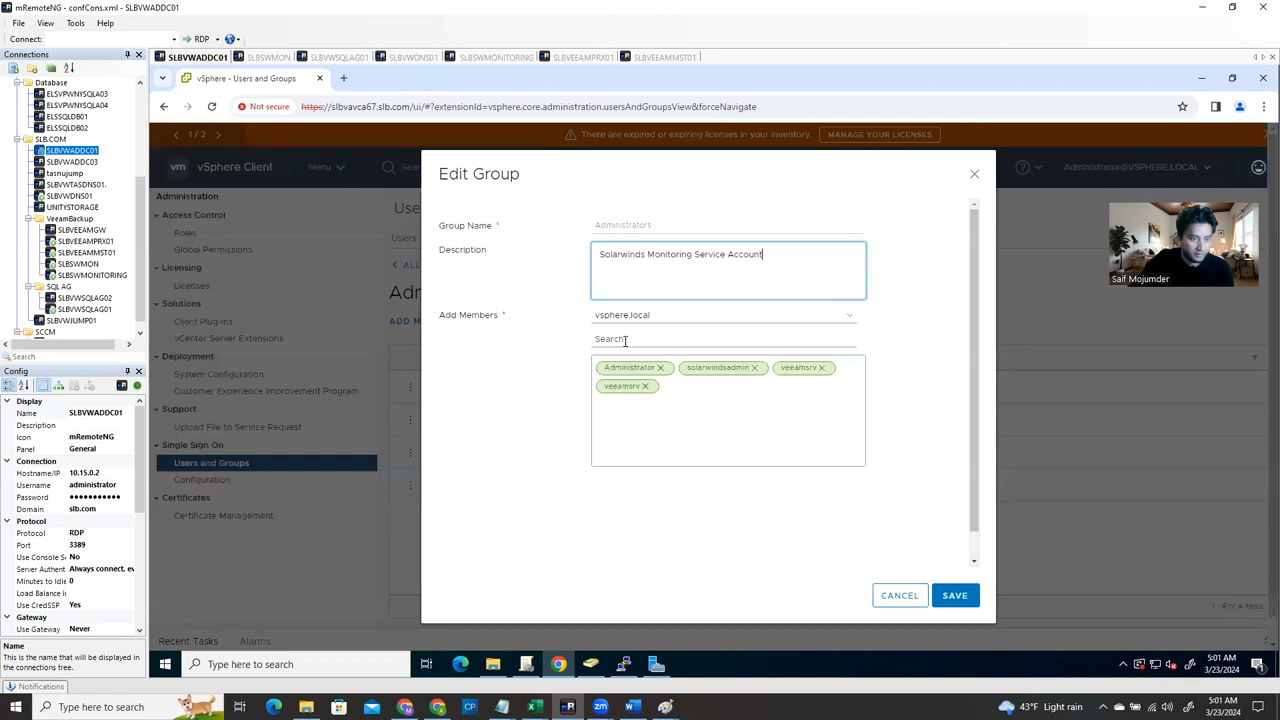 mRemoteNG - confCons.xml - SLBVWADDC01
File View Tools Help
Connect: RDP
Connections
SLBVWADDC01 SLBSWMON SLBVWSQLAG01 SLBVWDNS01 SLBSWMONITORING SLBVEEAMPRX01 SLBVEEAMMST01
vSphere - Users and Groups
Not secure https://slbvavca67.slb.com/ui/#?extensionId=vsphere.core.administration.usersAndGroupsView&forceNavigate
1 / 2 There are expired or expiring licenses in your inventory. MANAGE YOUR LICENSES
vm vSphere Client Menu Administrator@VSPHERE.LOCAL
Database
ELSVPWNYSQLA03
ELSVPWNYSQLA04
ELSSQLDB01
ELSSQLDB02
SLB.COM
SLBVWADDC01
SLBVWADDC03
tasnujump
SLBVWTASDNS01.
SLBVWDNS01
UNITYSTORAGE
VeeamBackup
SLBVEEAMGW
SLBVEEAMPRX01
SLBVEEAMMST01
SLBSWMON
SLBSWMONITORING
SQL AG
SLBVWSQLAG02
SLBVWSQLAG01
SLBVWJUMP01
SCCM
Search
Config
Display
Name SLBVWADDC01
Description
Icon mRemoteNG
Panel General
Connection
Hostname/IP 10.15.0.2
Username administrator
Password ●●●●●●●●●●
Domain slb.com
Protocol
Protocol RDP
Port 3389
Use Console S No
Server Authent Always connect, ev
Minutes to Idle 0
Load Balance I
Use CredSSP Yes
Gateway
Use Gateway Never
Name
This is the name that will be displayed in
the connections tree.
Notifications
Administration
Access Control
Roles
Global Permissions
Licensing
Licenses
Solutions
Client Plug-Ins
vCenter Server Extensions
Deployment
System Configuration
Customer Experience Improvement Program
Support
Upload File to Service Request
Single Sign On
Users and Groups
Configuration
Certificates
Certificate Management
Edit Group
Group Name * Administrators
Description Solarwinds Monitoring Service Account
Add Members * vsphere.local
Search
Administrator solarwindsadmin veeamsrv
veeamsrv
CANCEL SAVE
Saif Mojumder
Recent Tasks Alarms
Type here to search
5:01 AM
3/23/2024
Type here to search
43°F Light rain
5:01 AM
3/23/2024